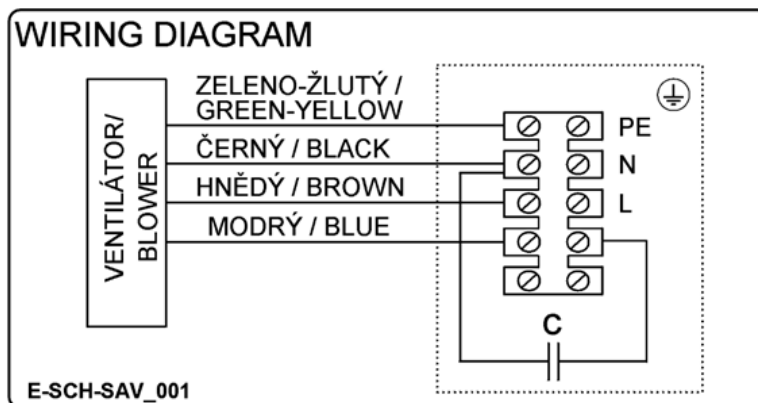 WIRING DIAGRAM
ZELENO-ŽLUTÝ /
GREEN-YELLOW
PE
ČERNÝ / BLACK
N
HNĚDÝ / BROWN
L
MODRÝ / BLUE
VENTILÁTOR/
BLOWER
C
E-SCH-SAV_001